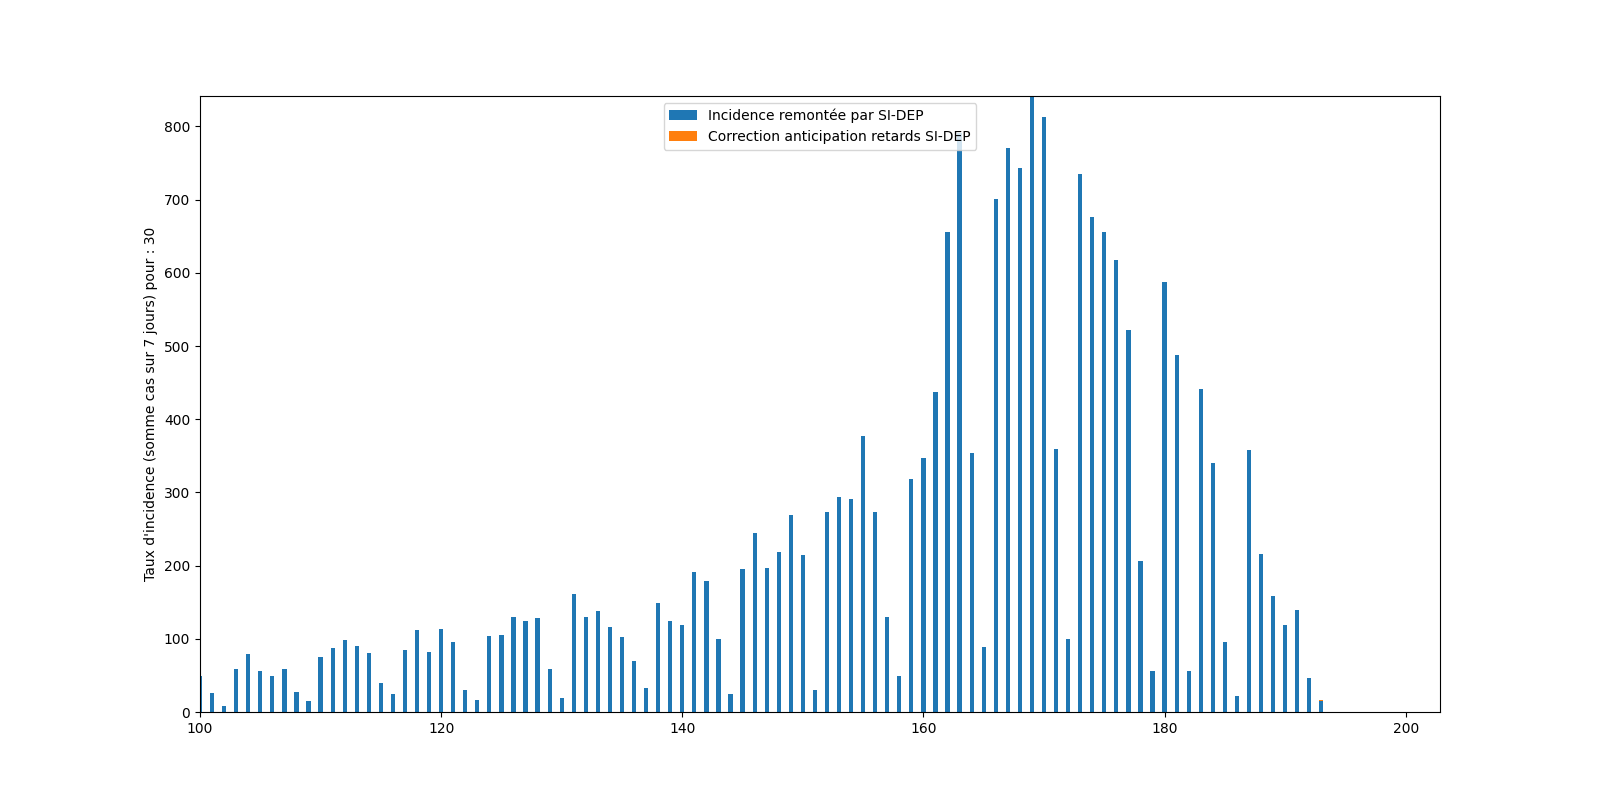 Incidence remontée par SI-DEP
Correction anticipation retards SI-DEP
Taux d'incidence (somme cas sur 7 jours) pour : 30
800
700
600
500
400
300
200
100
0
100 120 140 160 180 200